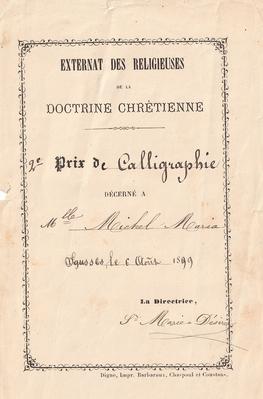 EXTERNAT DES RELIGIEUSES
DE LA
DOCTRINE CHRÉTIENNE
2e Prix de Calligraphie
DÉCERNÉ A
Mlle Michel Maria
le 6 Août 1899
La Directrice,
Sr Marie
Digne, Impr. Barbaroux, Chaspoul et Constans.